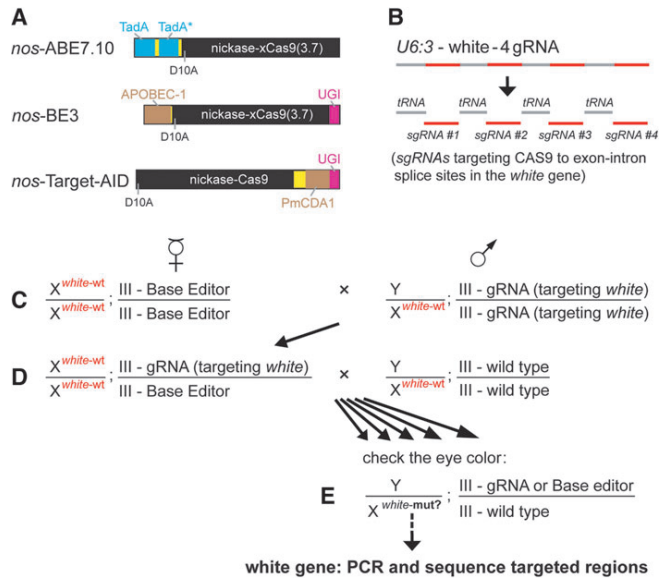 A
TadA
TadA*
nos-ABE7.10
nickase-xCas9(3.7)
D10A
APOBEC-1
UGI
nos-BE3
nickase-xCas9(3.7)
D10A
UGI
nos-Target-AID
nickase-Cas9
D10A
PmCDA1
B
U6:3 - white - 4 gRNA
tRNA tRNA tRNA tRNA
sgRNA #1 sgRNA #2 sgRNA #3 sgRNA #4
(sgRNAs targeting CAS9 to exon-intron
splice sites in the white gene)
☿ ♂
C
X white-wt ; III - Base Editor × Y ; III - gRNA (targeting white)
X white-wt III - Base Editor X white-wt III - gRNA (targeting white)
D
X white-wt ; III - gRNA (targeting white) × Y ; III - wild type
X white-wt III - Base Editor X white-wt III - wild type
check the eye color:
E
Y ; III - gRNA or Base editor
X white-mut? III - wild type
white gene: PCR and sequence targeted regions